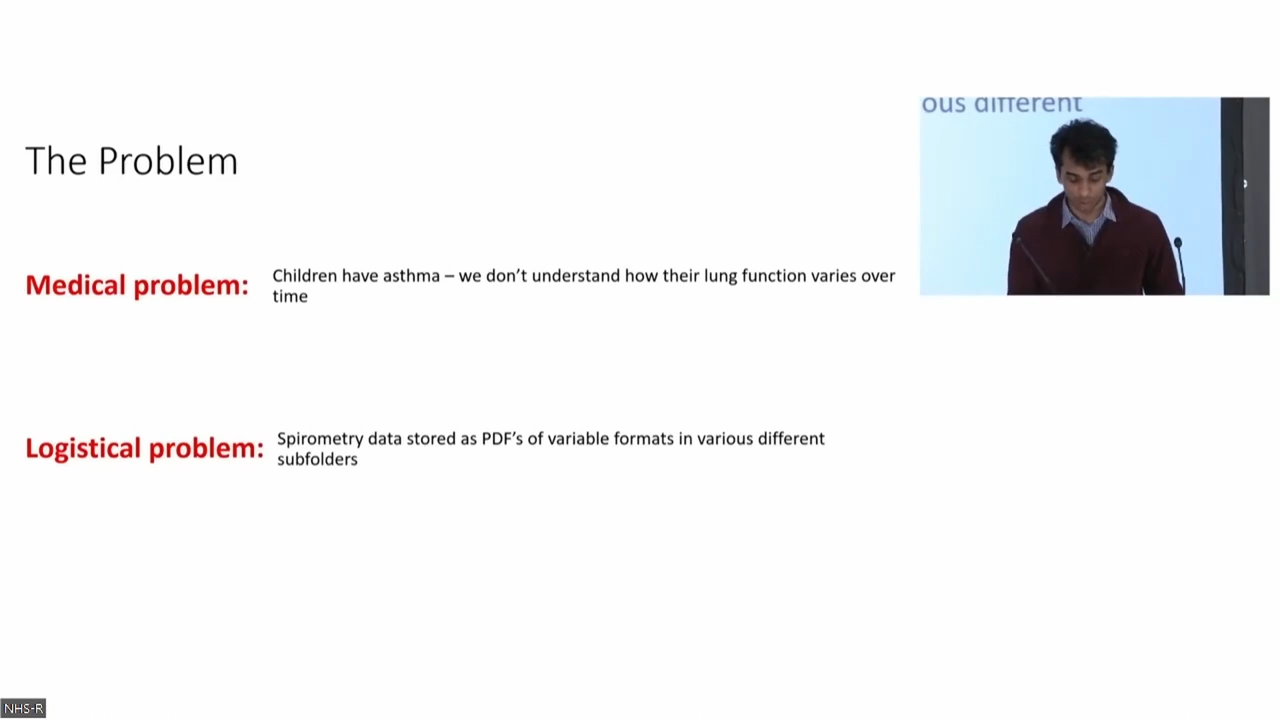 ous different
The Problem
Medical problem:
Children have asthma – we don’t understand how their lung function varies over
time
Logistical problem:
Spirometry data stored as PDF’s of variable formats in various different
subfolders
NHS-R